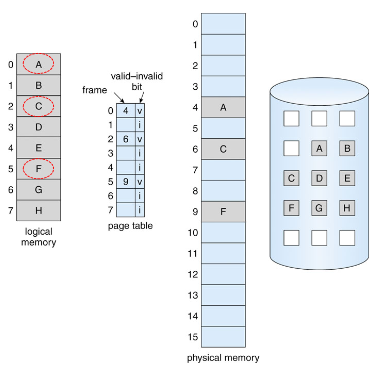 0 A
1 B
2 C
3 D
4 E
5 F
6 G
7 H
logical
memory
valid–invalid
bit
frame
0 4 v
1 i
2 6 v
3 i
4 i
5 9 v
6 i
7 i
page table
0
1
2
3
4 A
5
6 C
7
8
9 F
10
11
12
13
14
15
physical memory
A B
C D E
F G H